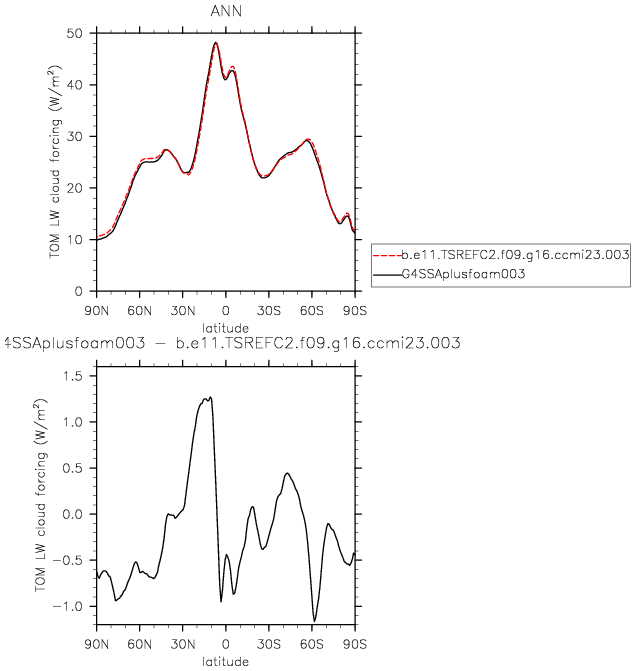 ANN
TOM LW cloud forcing (W/m²)
50
40
30
20
10
0
90N 60N 30N 0 30S 60S 90S
latitude
b.e11.TSREFC2.f09.g16.ccmi23.003
G4SSAplusfoam003
4SSAplusfoam003 - b.e11.TSREFC2.f09.g16.ccmi23.003
TOM LW cloud forcing (W/m²)
1.5
1.0
0.5
0.0
-0.5
-1.0
90N 60N 30N 0 30S 60S 90S
latitude